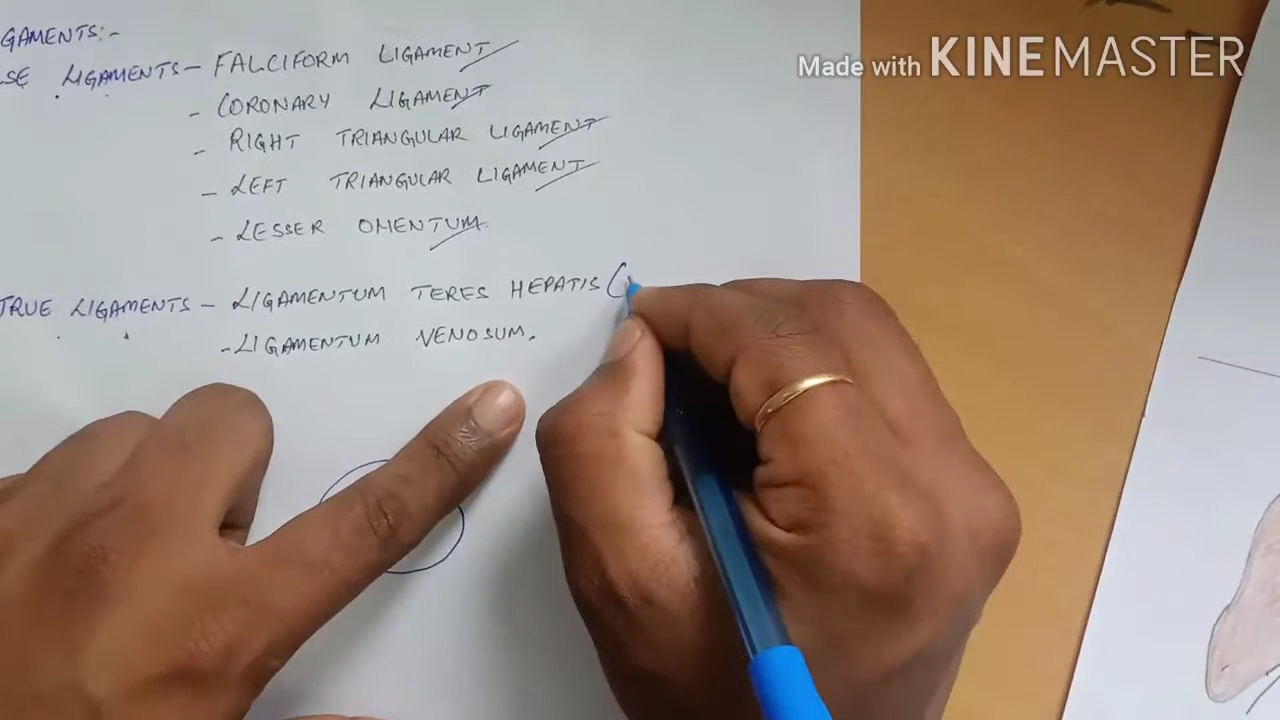 GAMENTS:-
LSE LIGAMENTS - FALCIFORM LIGAMENT
- CORONARY LIGAMENT
- RIGHT TRIANGULAR LIGAMENT
- LEFT TRIANGULAR LIGAMENT
- LESSER OMENTUM
TRUE LIGAMENTS - LIGAMENTUM TERES HEPATIS (
- LIGAMENTUM VENOSUM.
Made with KINEMASTER